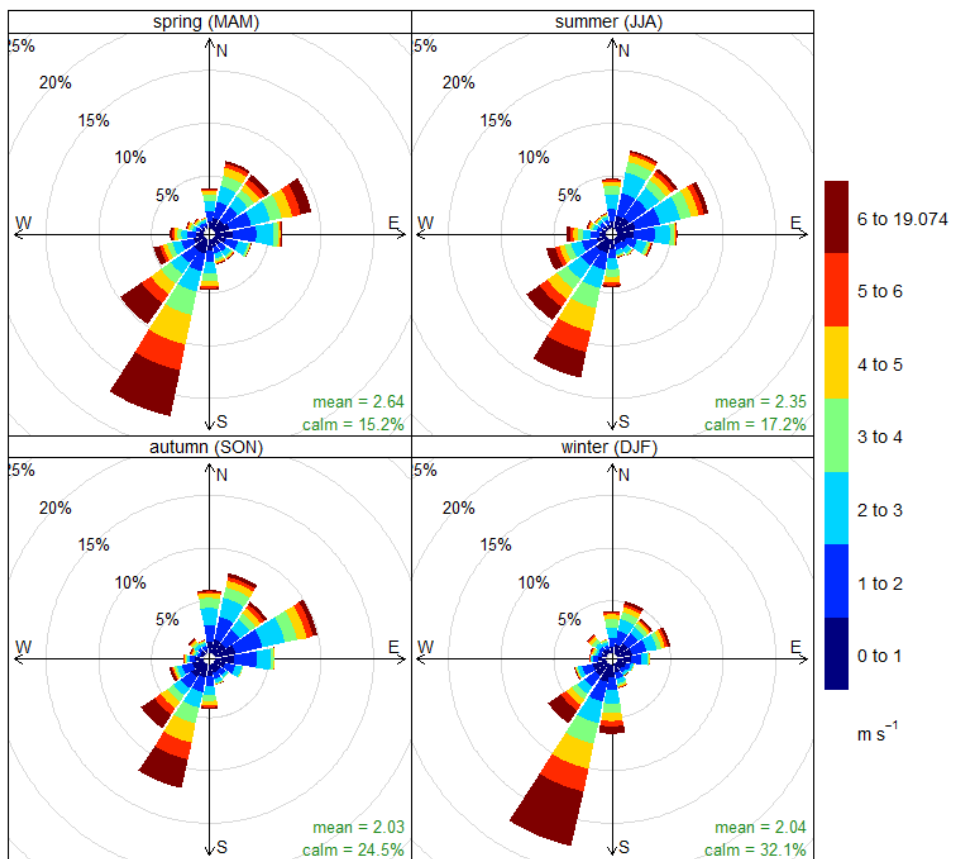 spring (MAM)
25%
20%
15%
10%
5%
N
W
E
S
mean = 2.64
calm = 15.2%
summer (JJA)
5%
20%
15%
10%
5%
N
W
E
S
mean = 2.35
calm = 17.2%
autumn (SON)
25%
20%
15%
10%
5%
N
W
E
S
mean = 2.03
calm = 24.5%
winter (DJF)
5%
20%
15%
10%
5%
N
W
E
S
mean = 2.04
calm = 32.1%
6 to 19.074
5 to 6
4 to 5
3 to 4
2 to 3
1 to 2
0 to 1
m s⁻¹